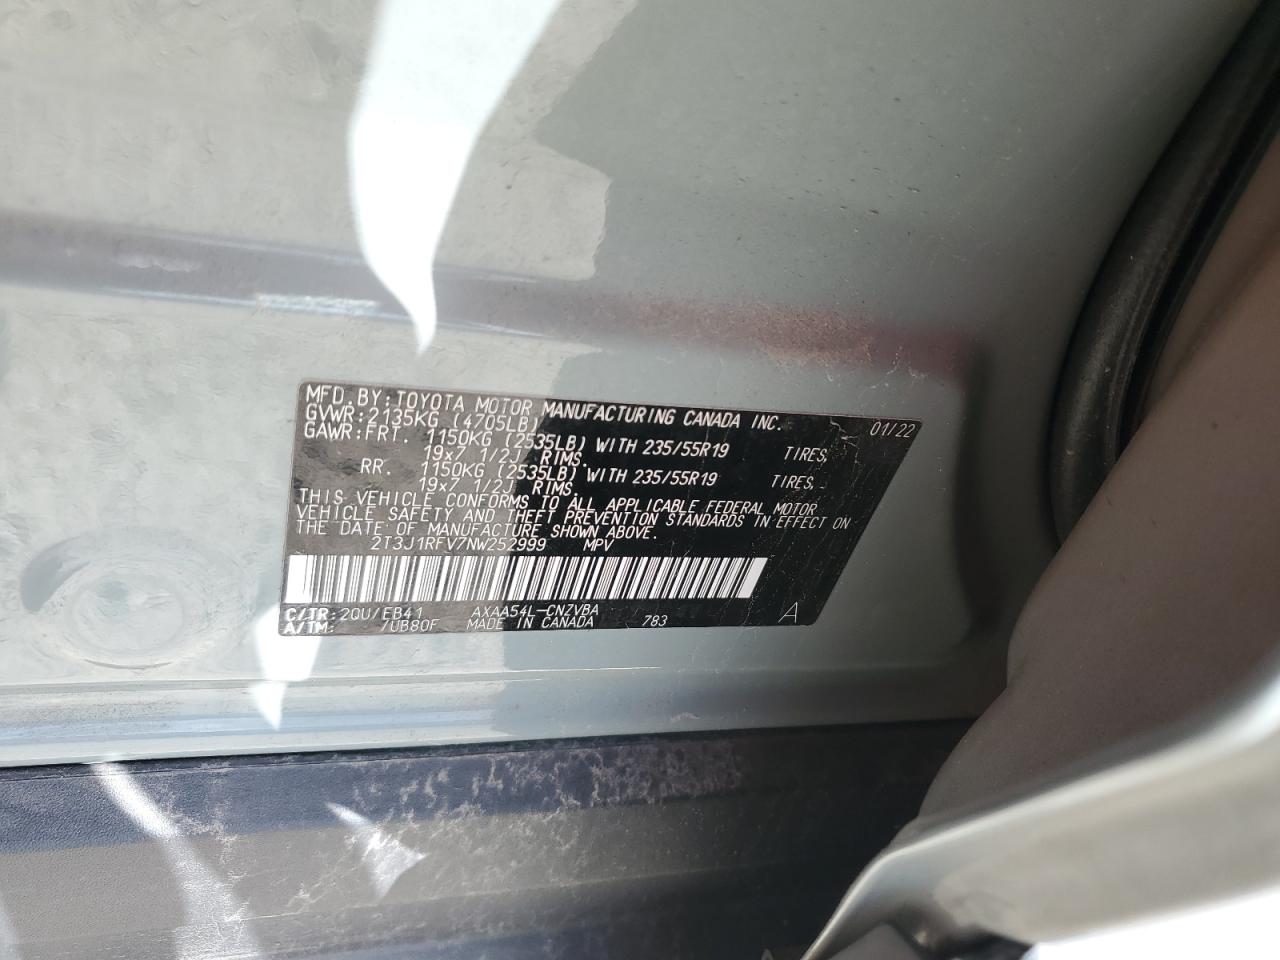 MFD.BY:TOYOTA MOTOR MANUFACTURING CANADA INC. 01/22
GVWR:2135KG (4705LB)
GAWR:FRT. 1150KG (2535LB) WITH 235/55R19 TIRES,
19x7 1/2J RIMS.
RR. 1150KG (2535LB) WITH 235/55R19 TIRES,
19x7 1/2J RIMS.
THIS VEHICLE CONFORMS TO ALL APPLICABLE FEDERAL MOTOR
VEHICLE SAFETY AND THEFT PREVENTION STANDARDS IN EFFECT ON
THE DATE OF MANUFACTURE SHOWN ABOVE.
2T3J1RFV7NW252999 MPV
C/TR:2QU/EB41 AXAA54L-CNZVBA A
A/TM: /UB80F MADE IN CANADA 783